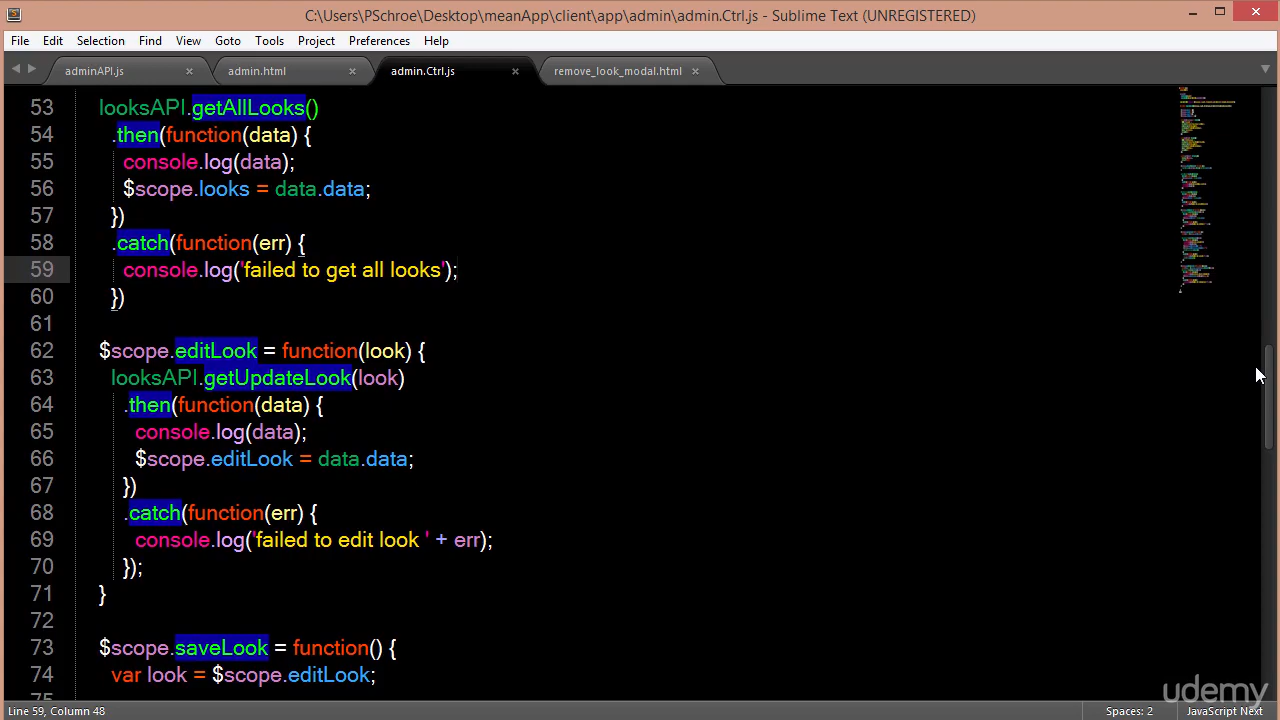 C:\Users\PSchroe\Desktop\meanApp\client\app\admin\admin.Ctrl.js - Sublime Text (UNREGISTERED)
File Edit Selection Find View Goto Tools Project Preferences Help
adminAPI.js admin.html admin.Ctrl.js remove_look_modal.html
53 looksAPI.getAllLooks()
54 .then(function(data) {
55 console.log(data);
56 $scope.looks = data.data;
57 })
58 .catch(function(err) {
59 console.log('failed to get all looks');
60 })
61
62 $scope.editLook = function(look) {
63 looksAPI.getUpdateLook(look)
64 .then(function(data) {
65 console.log(data);
66 $scope.editLook = data.data;
67 })
68 .catch(function(err) {
69 console.log('failed to edit look ' + err);
70 });
71 }
72
73 $scope.saveLook = function() {
74 var look = $scope.editLook;
75
udemy
Line 59, Column 48 Spaces: 2 JavaScript Next